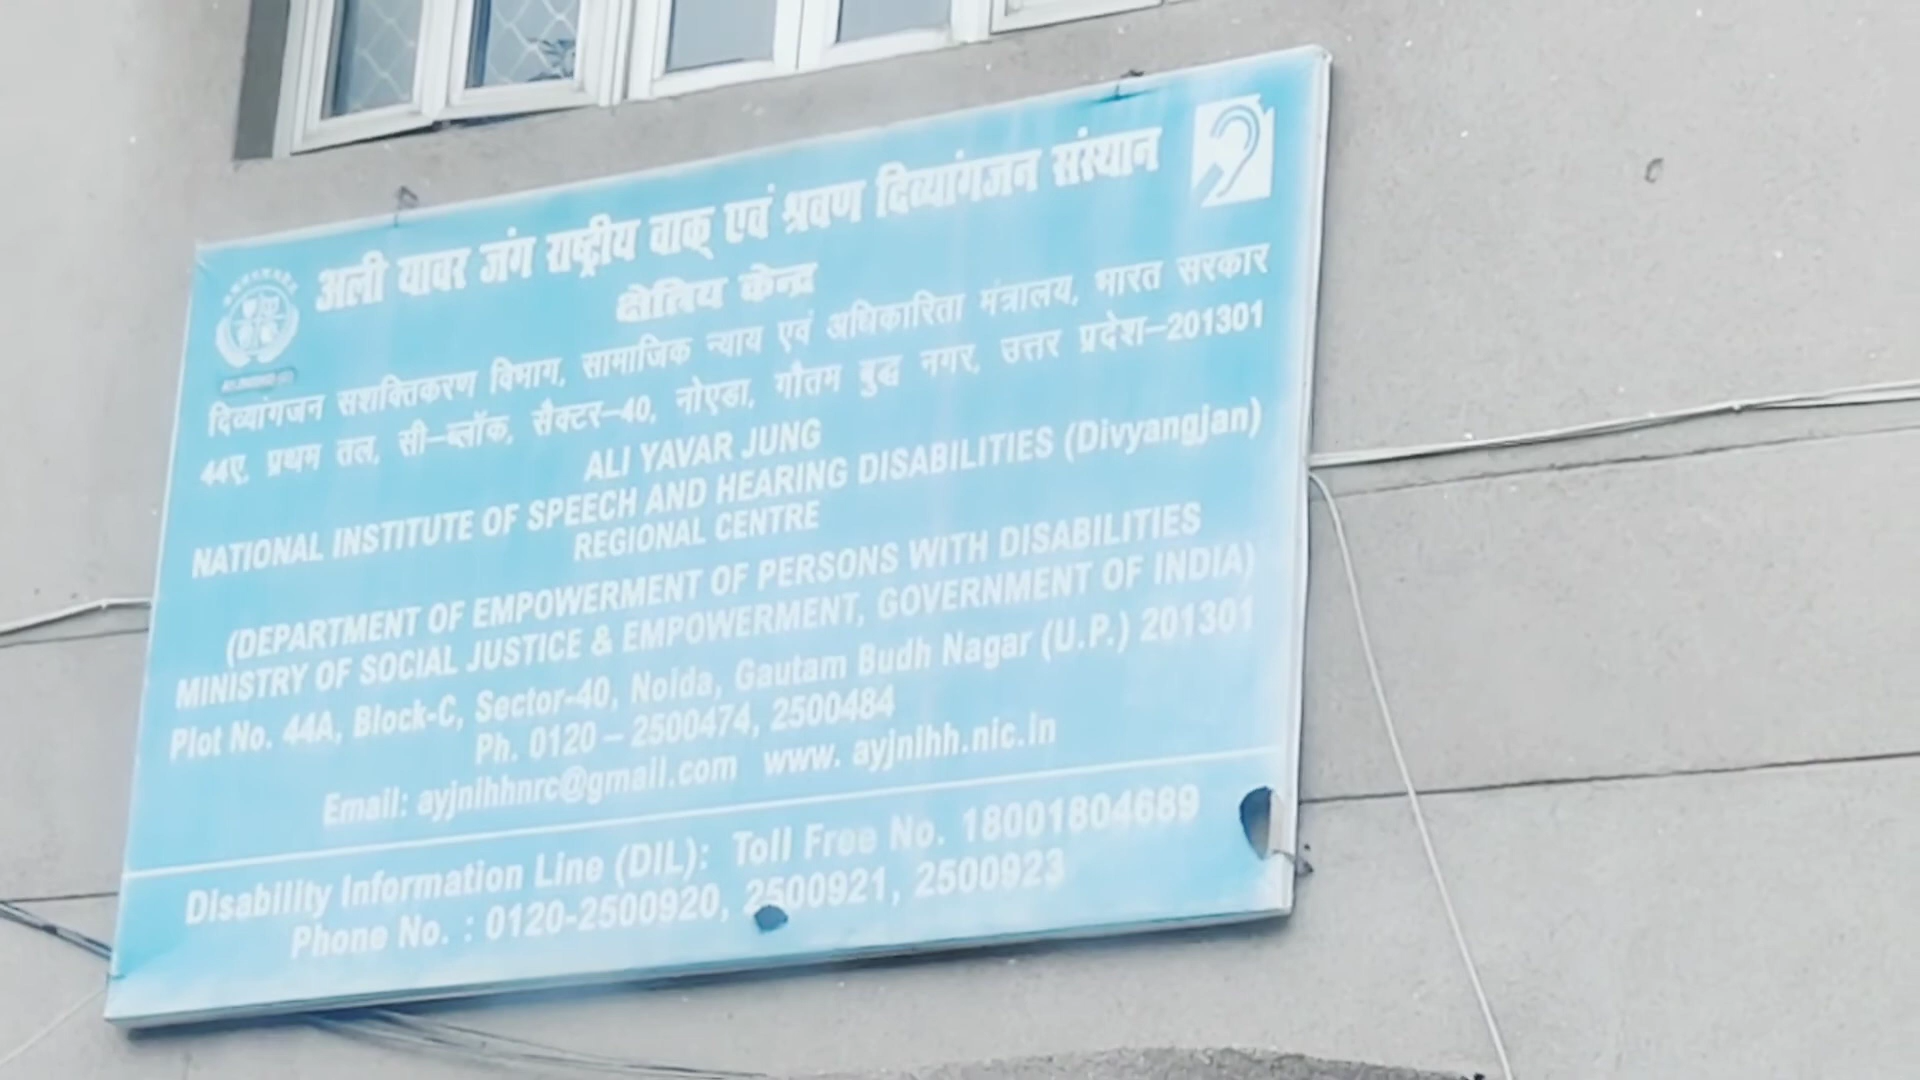 अली यावर जंग राष्ट्रीय वाक् एवं श्रवण दिव्यांगजन संस्थान
क्षेत्रिय केन्द्र
दिव्यांगजन सशक्तिकरण विभाग, सामाजिक न्याय एवं अधिकारिता मंत्रालय, भारत सरकार
44ए, प्रथम तल, सी-ब्लॉक, सैक्टर-40, नोएडा, गौतम बुद्ध नगर, उत्तर प्रदेश-201301
ALI YAVAR JUNG
NATIONAL INSTITUTE OF SPEECH AND HEARING DISABILITIES (Divyangjan)
REGIONAL CENTRE
(DEPARTMENT OF EMPOWERMENT OF PERSONS WITH DISABILITIES
MINISTRY OF SOCIAL JUSTICE & EMPOWERMENT, GOVERNMENT OF INDIA)
Plot No. 44A, Block-C, Sector-40, Noida, Gautam Budh Nagar (U.P.) 201301
Ph. 0120 – 2500474, 2500484
Email: ayjnihhnrc@gmail.com www. ayjnihh.nic.in
Disability Information Line (DIL): Toll Free No. 18001804689
Phone No. : 0120-2500920, 2500921, 2500923